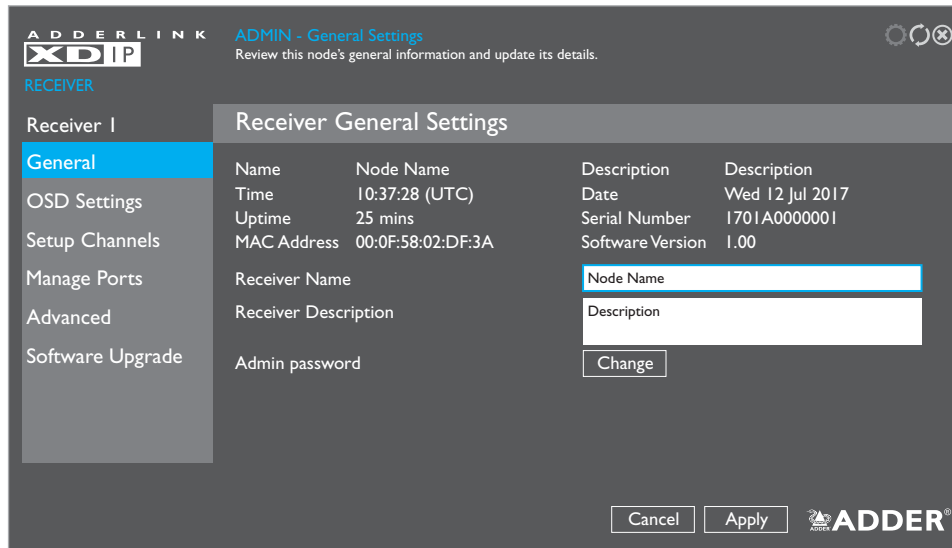 ADDERLINK
XDIP
RECEIVER
ADMIN - General Settings
Review this node's general information and update its details.
Receiver 1
General
OSD Settings
Setup Channels
Manage Ports
Advanced
Software Upgrade
Receiver General Settings
Name Node Name Description Description
Time 10:37:28 (UTC) Date Wed 12 Jul 2017
Uptime 25 mins Serial Number 1701A0000001
MAC Address 00:0F:58:02:DF:3A Software Version 1.00
Receiver Name Node Name
Receiver Description Description
Admin password Change
Cancel Apply ADDER ADDER®